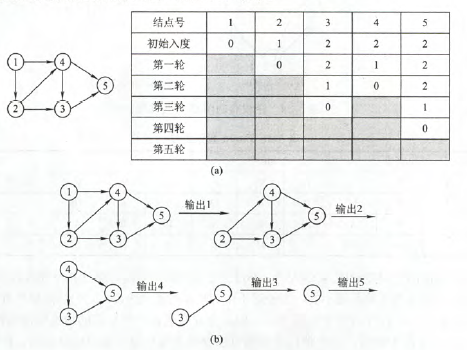 1 4
5
2 3
结点号 1 2 3 4 5
初始入度 0 1 2 2 2
第一轮 0 2 1 2
第二轮 1 0 2
第三轮 0 1
第四轮 0
第五轮
(a)
1 4 5 2 3
输出1
4 5 2 3
输出2
4 5 3
输出4
5 3
输出3
5
输出5
(b)